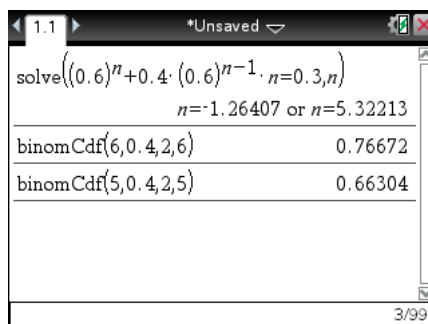 1.1 *Unsaved
solve((0.6)^n+0.4·(0.6)^{n−1}·n=0.3,n)
n=-1.26407 or n=5.32213
binomCdf(6,0.4,2,6) 0.76672
binomCdf(5,0.4,2,5) 0.66304
3/99